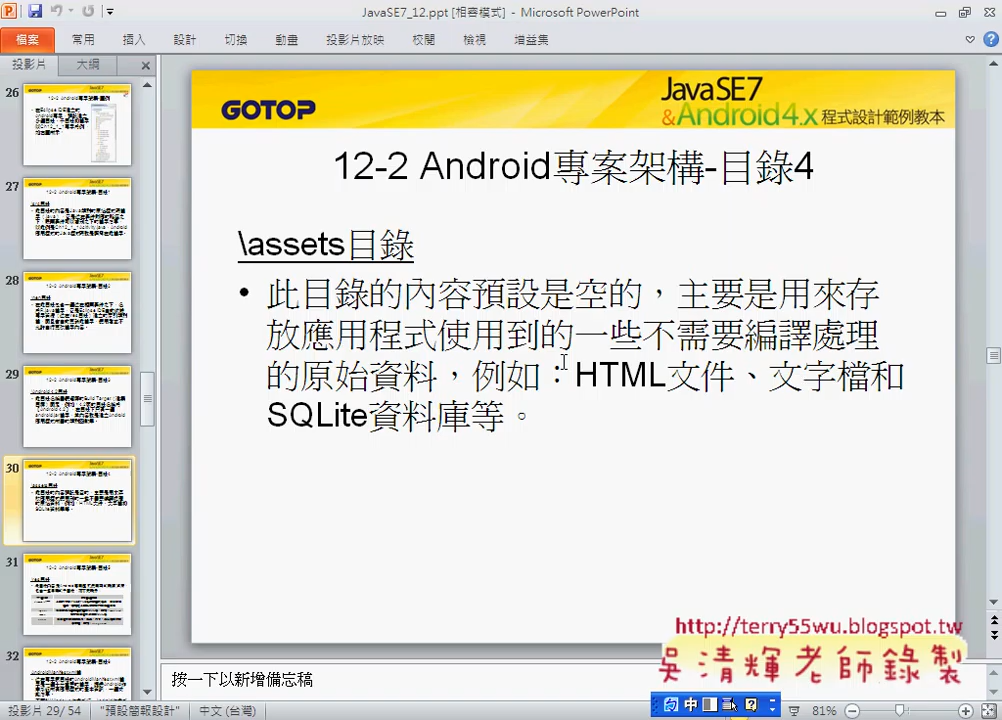 JavaSE7_12.ppt [相容模式] - Microsoft PowerPoint
檔案 常用 插入 設計 切換 動畫 投影片放映 校閱 檢視 增益集
投影片 大綱
26
27
28
29
30
31
32
GOTOP
JavaSE7
&Android4.x 程式設計範例教本
12-2 Android專案架構-目錄4
\assets目錄
• 此目錄的內容預設是空的，主要是用來存
放應用程式使用到的一些不需要編譯處理
的原始資料，例如：HTML文件、文字檔和
SQLite資料庫等。
http://terry55wu.blogspot.tw
吳清輝老師錄製
按一下以新增備忘稿
中
投影片 29/ 54 "預設簡報設計" 中文 (台灣) 81%